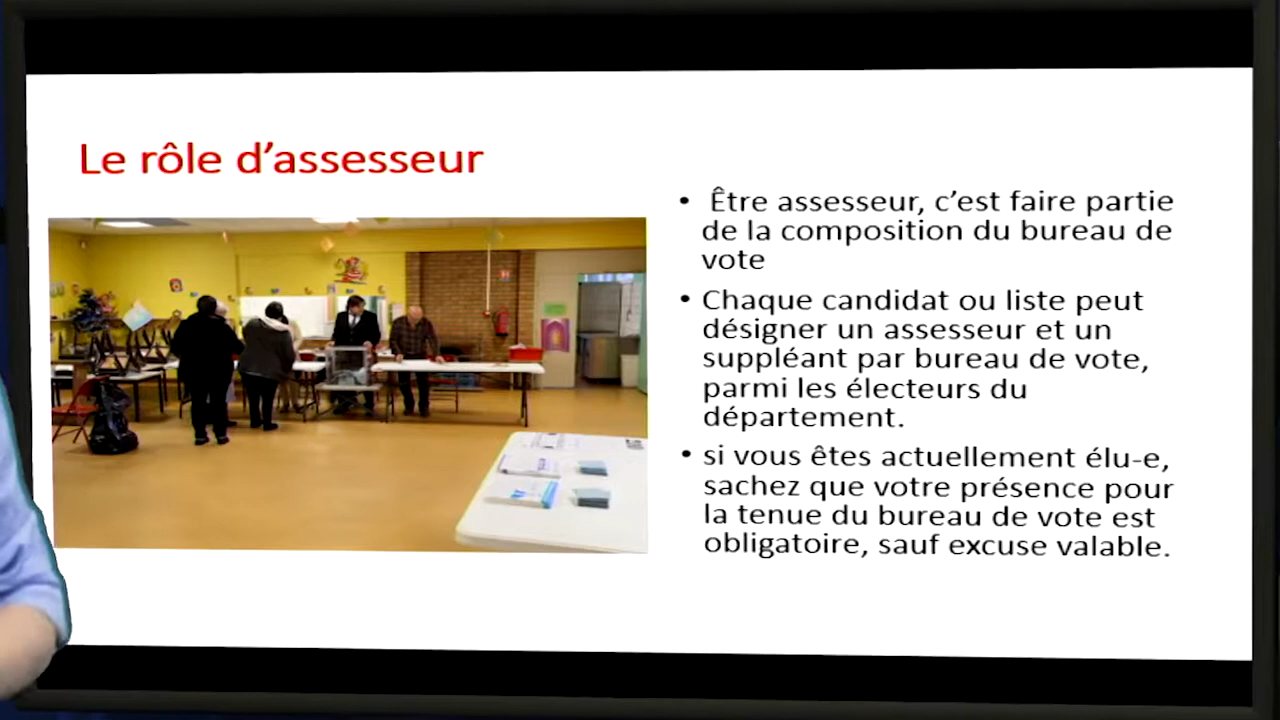 Le rôle d’assesseur
• Être assesseur, c’est faire partie
de la composition du bureau de
vote
• Chaque candidat ou liste peut
désigner un assesseur et un
suppléant par bureau de vote,
parmi les électeurs du
département.
• si vous êtes actuellement élu-e,
sachez que votre présence pour
la tenue du bureau de vote est
obligatoire, sauf excuse valable.